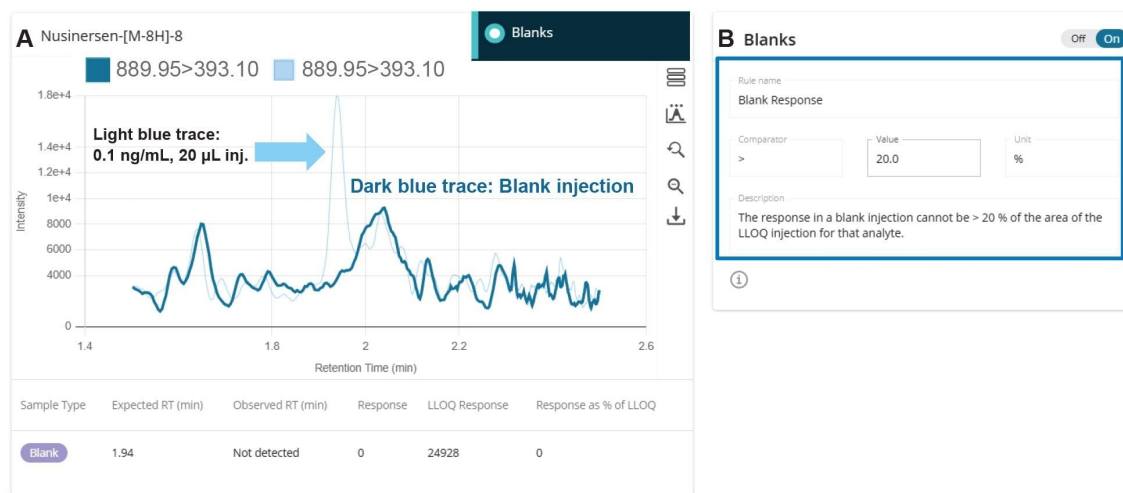 A
Nusinersen-[M-8H]-8
Blanks
889.95>393.10
889.95>393.10
1.8e+4
1.4e+4
1.2e+4
1e+4
8000
6000
4000
0
Intensity
Light blue trace:
0.1 ng/mL, 20 µL inj.
Dark blue trace: Blank injection
1.4
1.8
2
2.2
2.6
Retention Time (min)
Sample Type Expected RT (min) Observed RT (min) Response LLOQ Response Response as % of LLOQ
Blank 1.94 Not detected 0 24928 0
B Blanks
Off On
Rule name
Blank Response
Comparator Value Unit
> 20.0 %
Description
The response in a blank injection cannot be > 20 % of the area of the
LLOQ injection for that analyte.